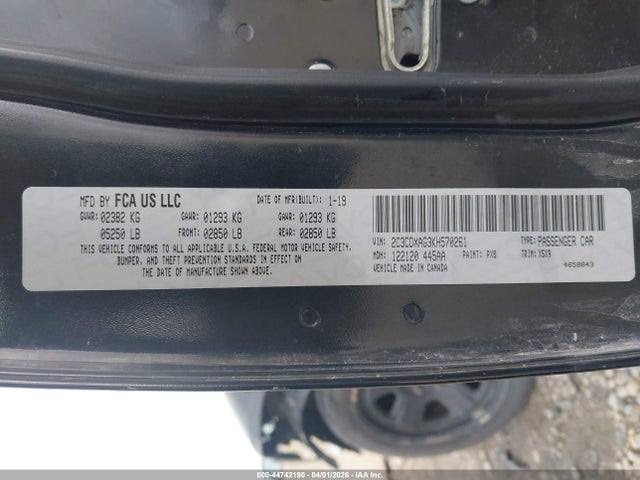 MFD BY FCA US LLC DATE OF MFR(BUILT): 1-19
GVWR: 02382 KG GAWR: 01293 KG GAWR: 01293 KG
05250 LB FRONT: 02850 LB REAR: 02850 LB
THIS VEHICLE CONFORMS TO ALL APPLICABLE U.S.A. FEDERAL MOTOR VEHICLE SAFETY,
BUMPER, AND THEFT PREVENTION STANDARDS IN EFFECT ON
THE DATE OF MANUFACTURE SHOWN ABOVE.
VIN: 2C3CDXAG3KH570261 TYPE: PASSENGER CAR
MDH: 122120 445AA PAINT: PX8 TRIM: X5X9
VEHICLE MADE IN CANADA 4658843
000-44742190 - 04/01/2026 - IAAI.COM